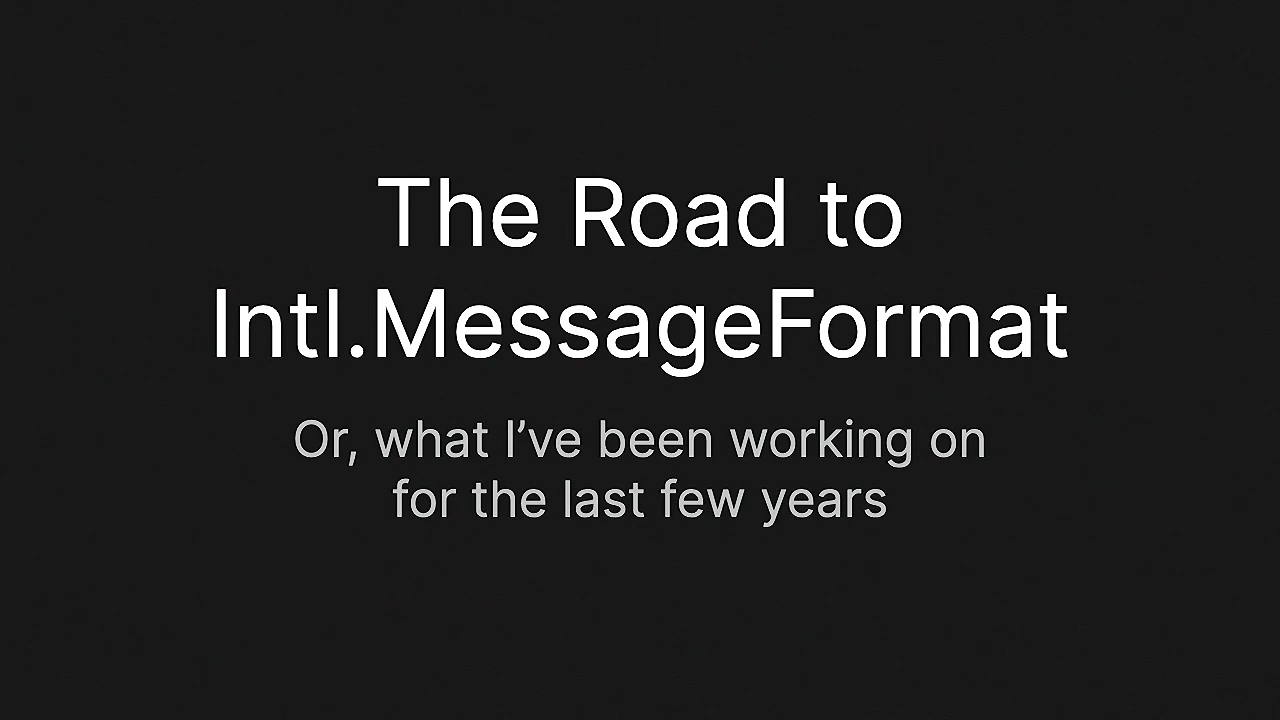 The Road to
Intl.MessageFormat
Or, what I’ve been working on
for the last few years